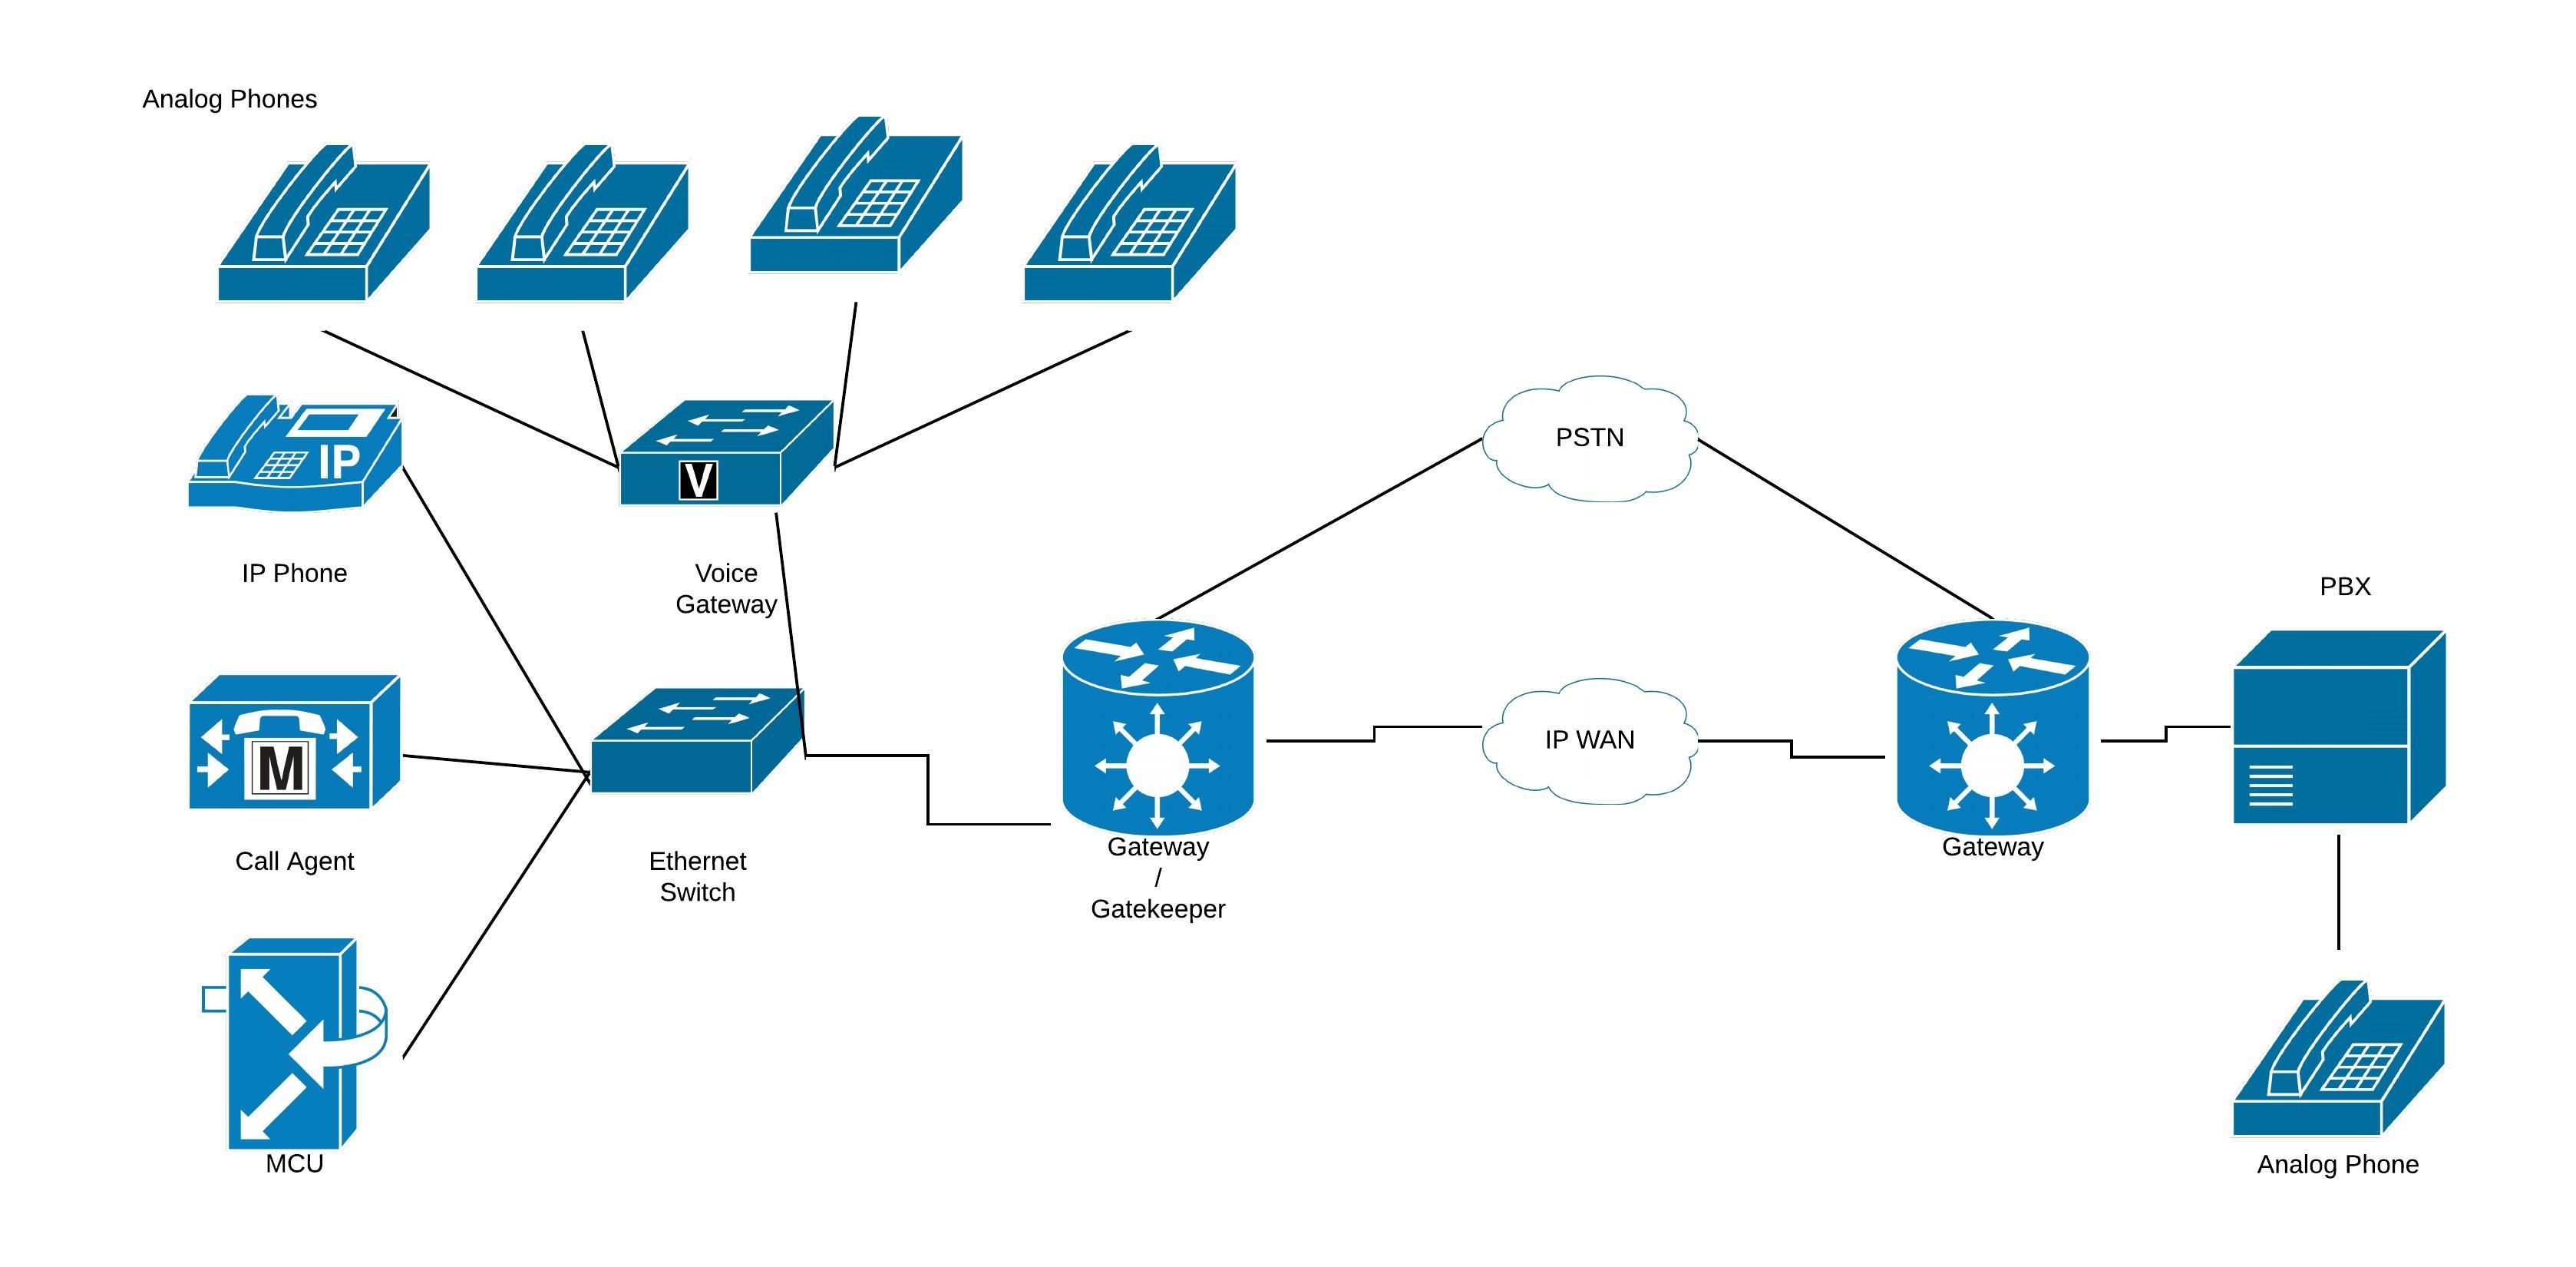 Analog Phones
IP
V
IP Phone
Voice
Gateway
PSTN
PBX
M
IP WAN
Call Agent
Ethernet
Switch
Gateway
/
Gatekeeper
Gateway
MCU
Analog Phone